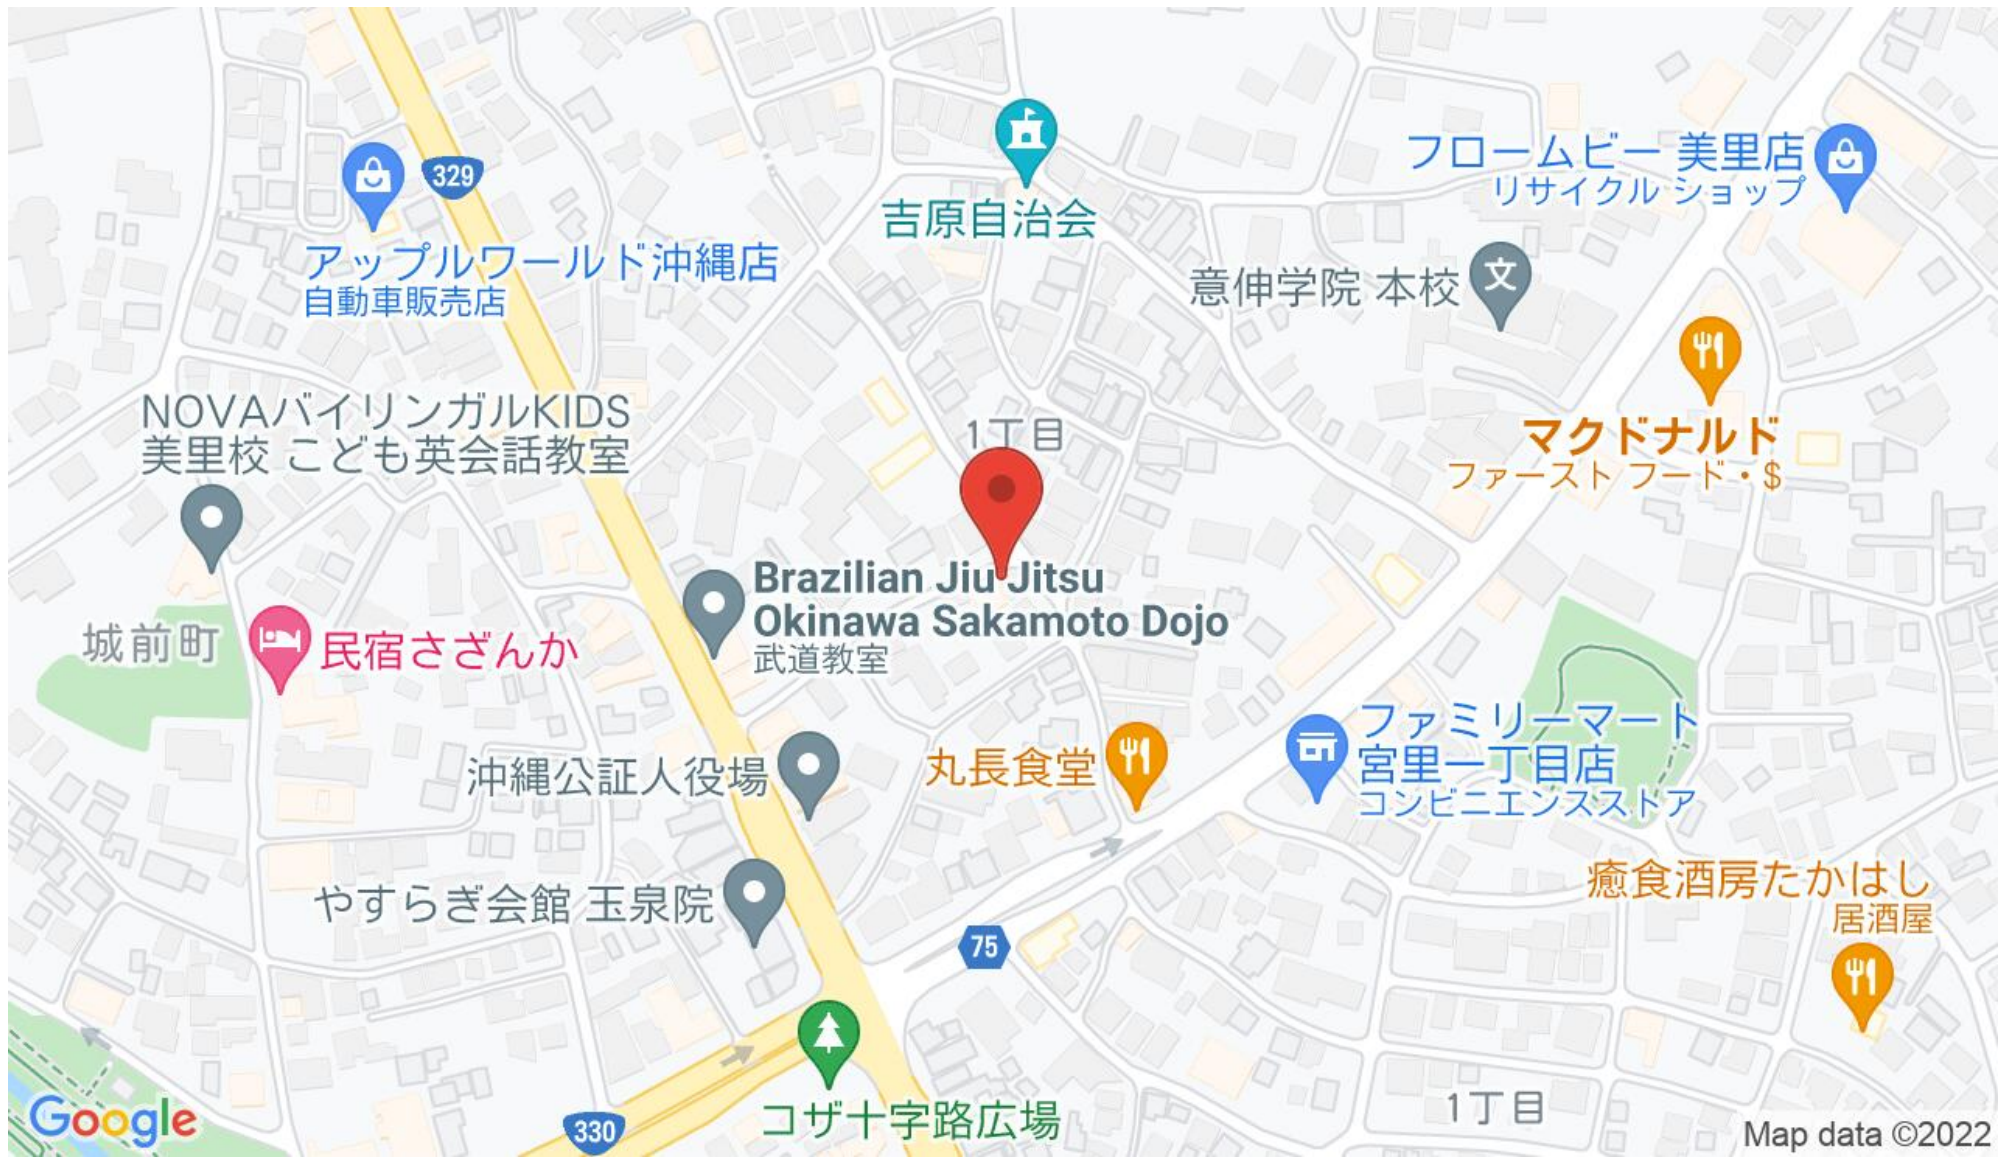 フロームビー 美里店
リサイクル ショップ
329
吉原自治会
アップルワールド沖縄店
自動車販売店
意伸学院 本校
文
NOVAバイリンガルKIDS
美里校 こども英会話教室
1丁目
マクドナルド
ファースト フード・$
Brazilian Jiu Jitsu
Okinawa Sakamoto Dojo
武道教室
城前町
民宿さざんか
ファミリーマート
宮里一丁目店
コンビニエンスストア
沖縄公証人役場
丸長食堂
やすらぎ会館 玉泉院
癒食酒房たかはし
居酒屋
75
コザ十字路広場
330
1丁目
Google
Map data ©2022